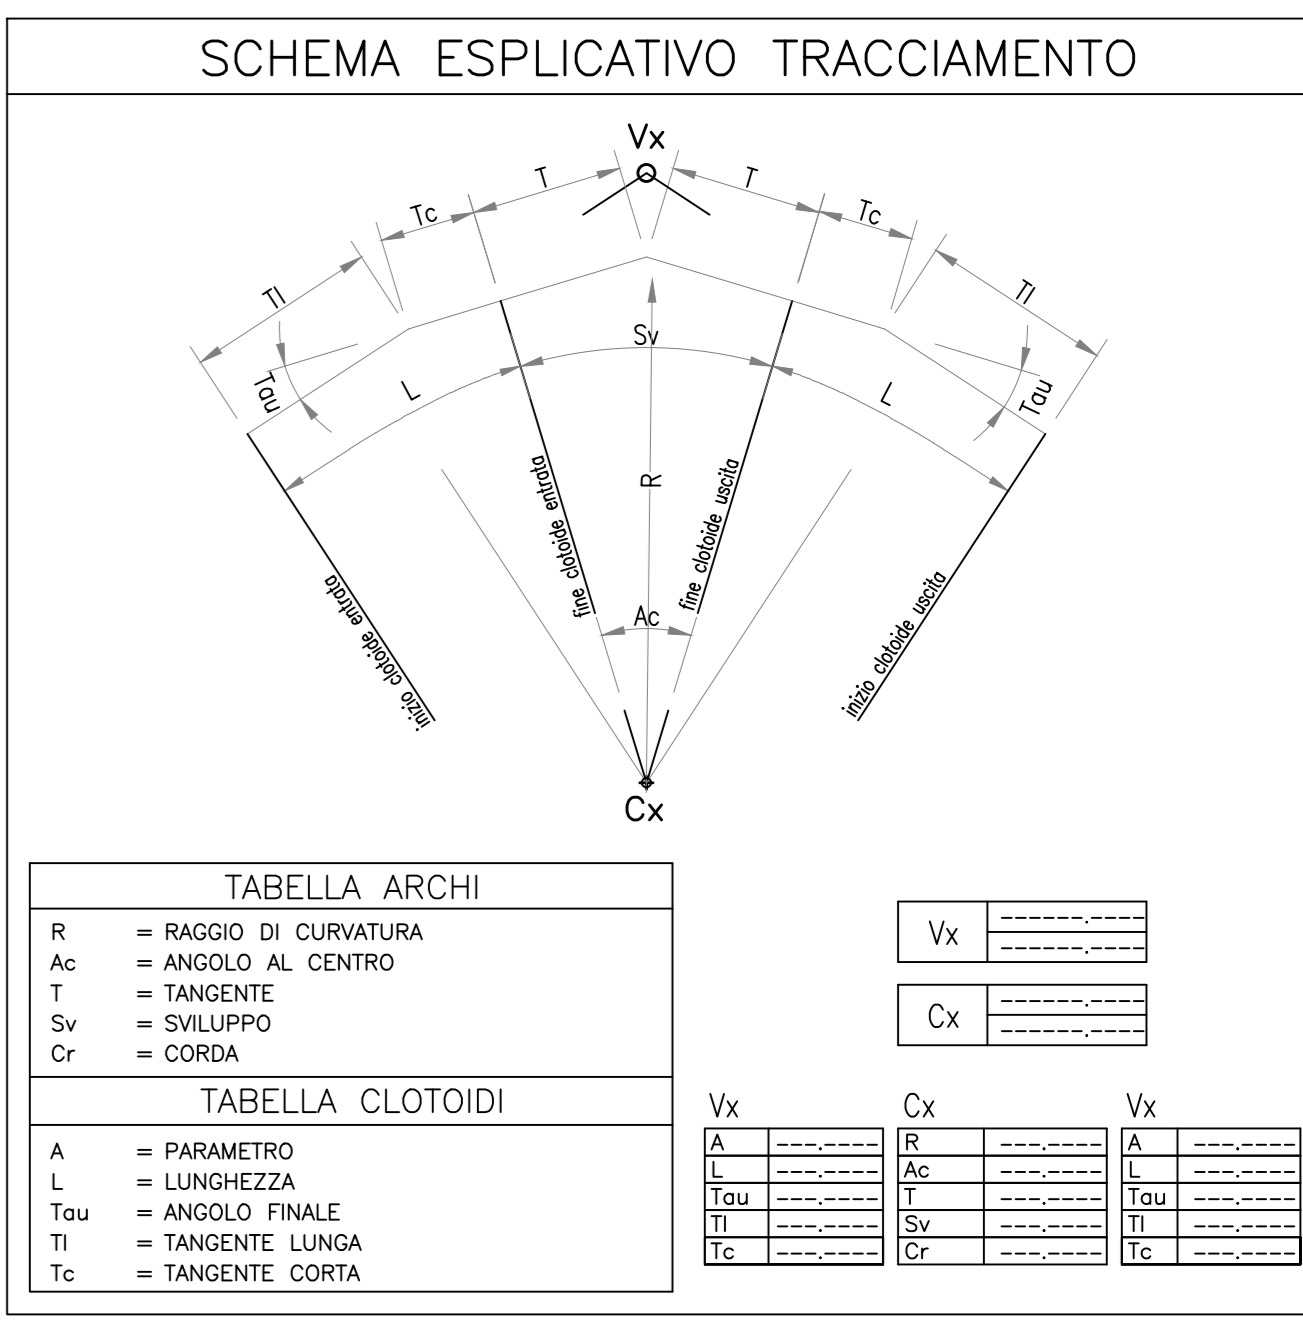 SCHEMA ESPLICATIVO TRACCIAMENTO
Vx
T
T
Tc
Tc
Tl
Tl
Sv
Tau
Tau
L
L
R
fine clotoide entrata
fine clotoide uscita
inizio clotoide entrata
inizio clotoide uscita
Ac
Cx
TABELLA ARCHI
R = RAGGIO DI CURVATURA
Ac = ANGOLO AL CENTRO
T = TANGENTE
Sv = SVILUPPO
Cr = CORDA
TABELLA CLOTOIDI
A = PARAMETRO
L = LUNGHEZZA
Tau = ANGOLO FINALE
Tl = TANGENTE LUNGA
Tc = TANGENTE CORTA
Vx ------.----
------.----
Cx ------.----
------.----
Vx
A ---.----
L ---.----
Tau ---.----
Tl ---.----
Tc ---.----
Cx
R ---.----
Ac ---.----
T ---.----
Sv ---.----
Cr ---.----
Vx
A ---.----
L ---.----
Tau ---.----
Tl ---.----
Tc ---.----